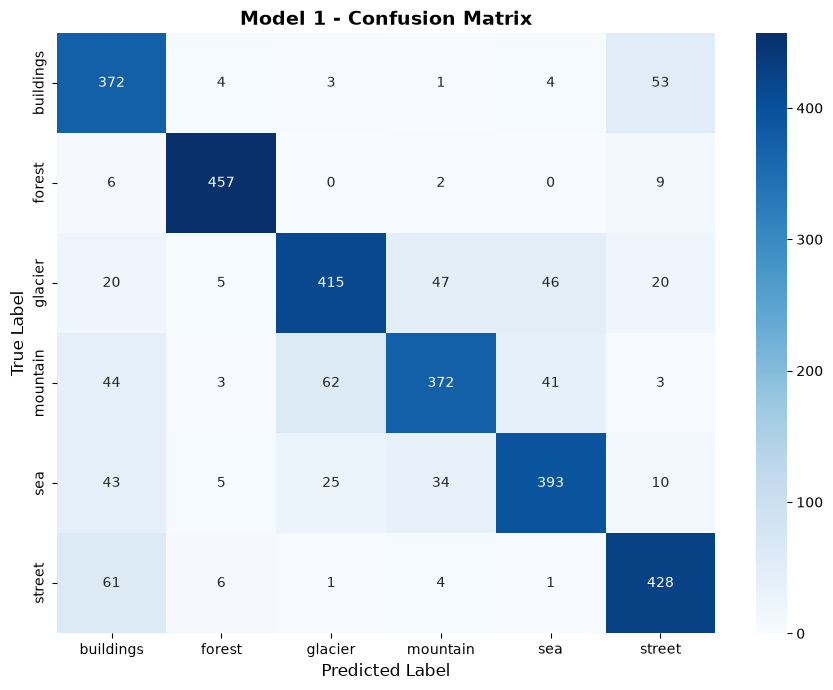 Model 1 - Confusion Matrix
buildings 372 4 3 1 4 53
forest 6 457 0 2 0 9
glacier 20 5 415 47 46 20
mountain 44 3 62 372 41 3
sea 43 5 25 34 393 10
street 61 6 1 4 1 428
buildings forest glacier mountain sea street
Predicted Label
True Label
400
300
200
100
0